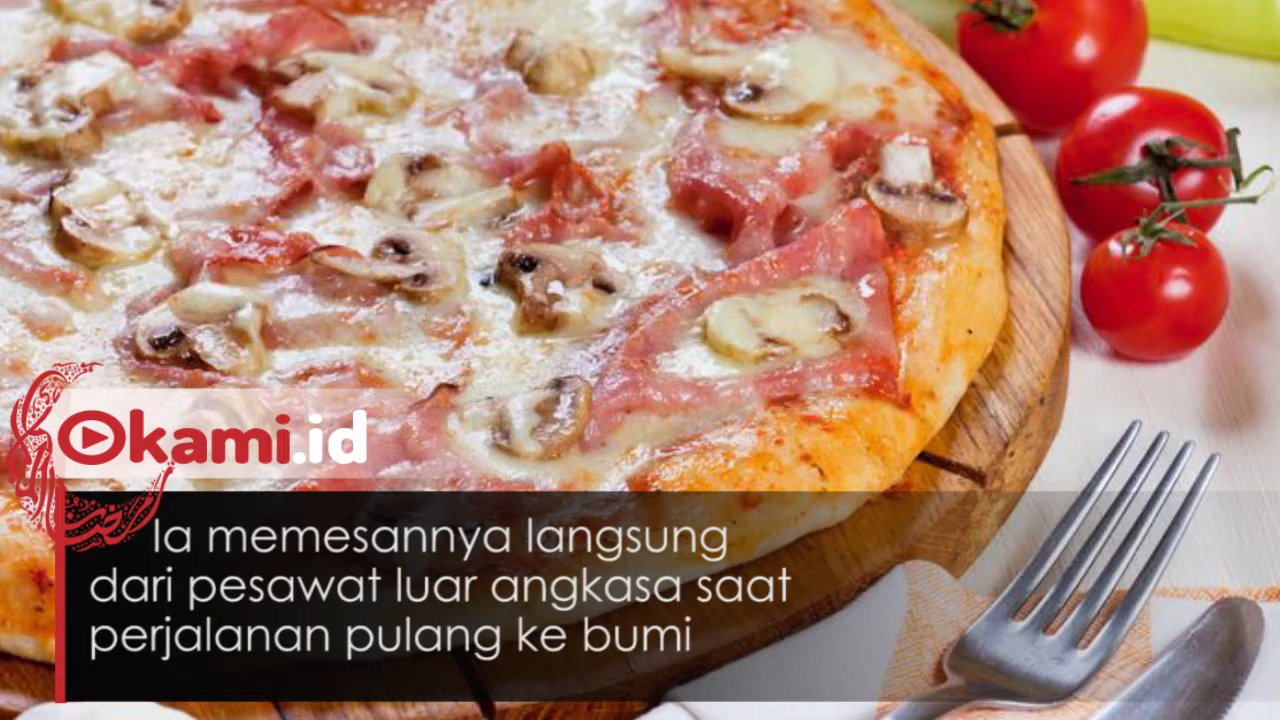 Okami.id
Ia memesannya langsung
dari pesawat luar angkasa saat
perjalanan pulang ke bumi